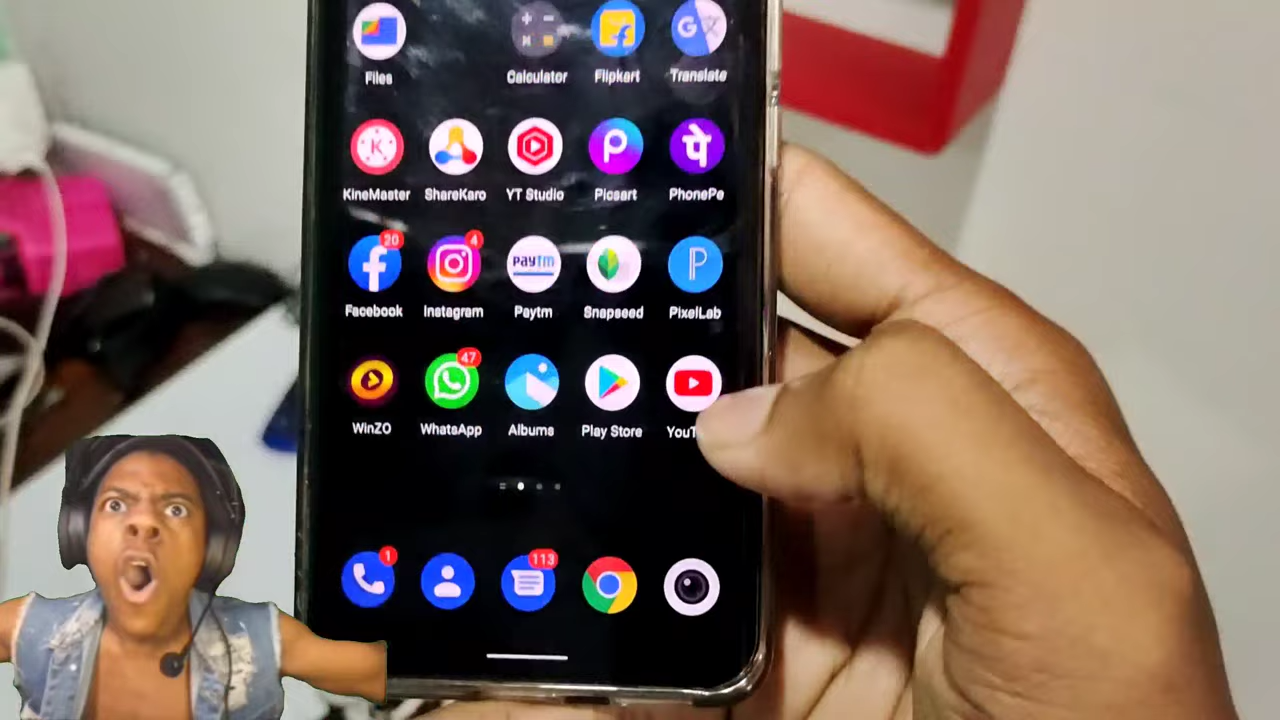 Files
Calculator
Flipkart
Translate
KineMaster
ShareKaro
YT Studio
Picsart
PhonePe
20
4
Paytm
Facebook
Instagram
Paytm
Snapseed
PixelLab
47
WinZO
WhatsApp
Albums
Play Store
1
113